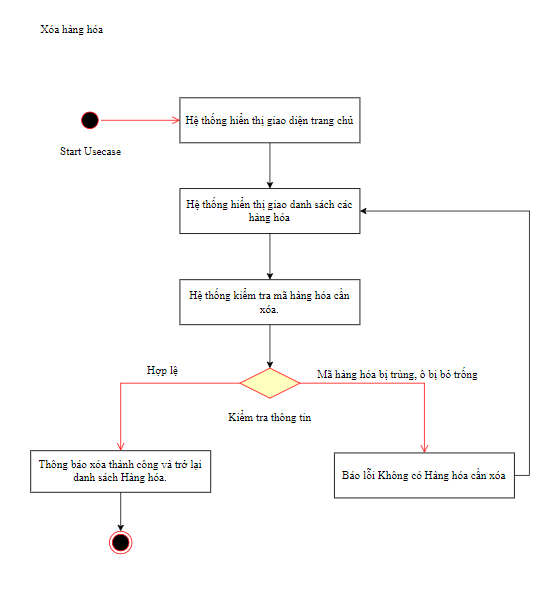 Xóa hàng hóa
Hệ thống hiển thị giao diện trang chủ
Start Usecase
Hệ thống hiển thị giao danh sách các
hàng hóa
Hệ thống kiểm tra mã hàng hóa cần
xóa.
Hợp lệ
Mã hàng hóa bị trùng, ô bị bỏ trống
Kiểm tra thông tin
Thông báo xóa thành công và trở lại
danh sách Hàng hóa.
Báo lỗi Không có Hàng hóa cần xóa